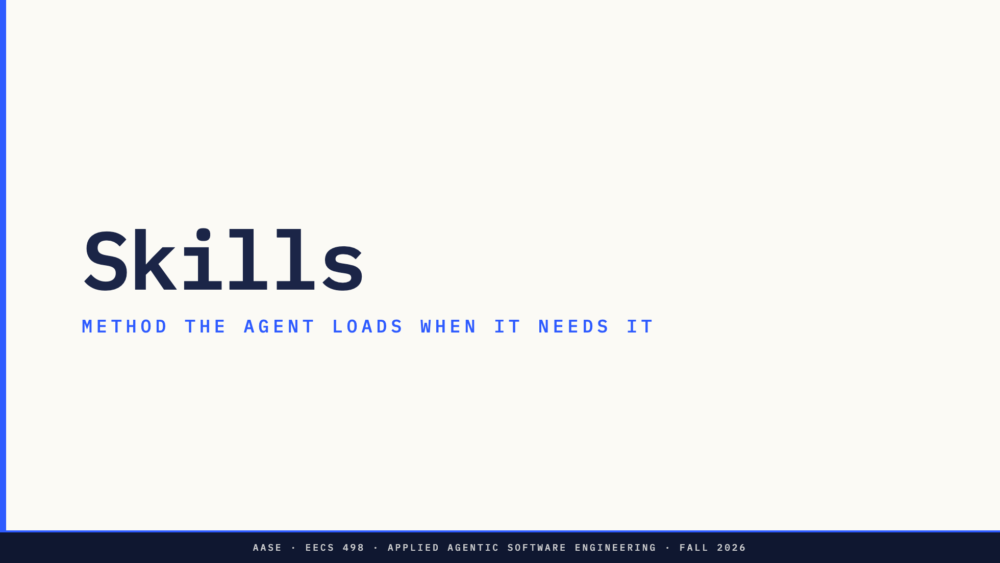 Skills
METHOD THE AGENT LOADS WHEN IT NEEDS IT
AASE · EECS 498 · APPLIED AGENTIC SOFTWARE ENGINEERING · FALL 2026